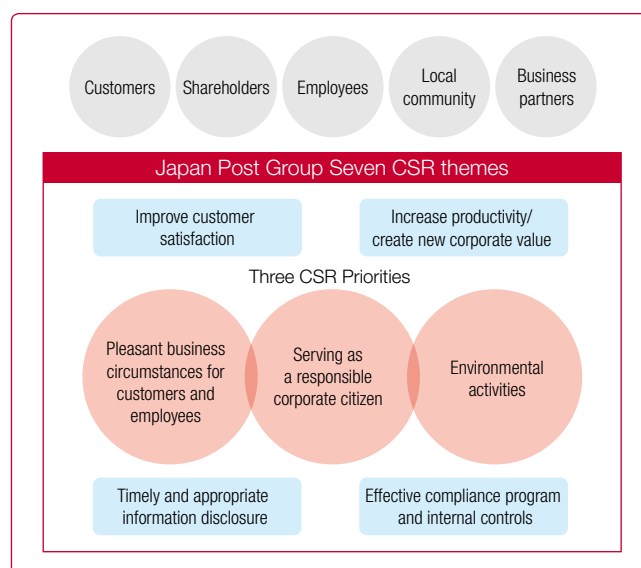 Customers
Shareholders
Employees
Local
community
Business
partners
Japan Post Group Seven CSR themes
Improve customer
satisfaction
Increase productivity/
create new corporate value
Three CSR Priorities
Pleasant business
circumstances for
customers and
employees
Serving as
a responsible
corporate citizen
Environmental
activities
Timely and appropriate
information disclosure
Effective compliance program
and internal controls